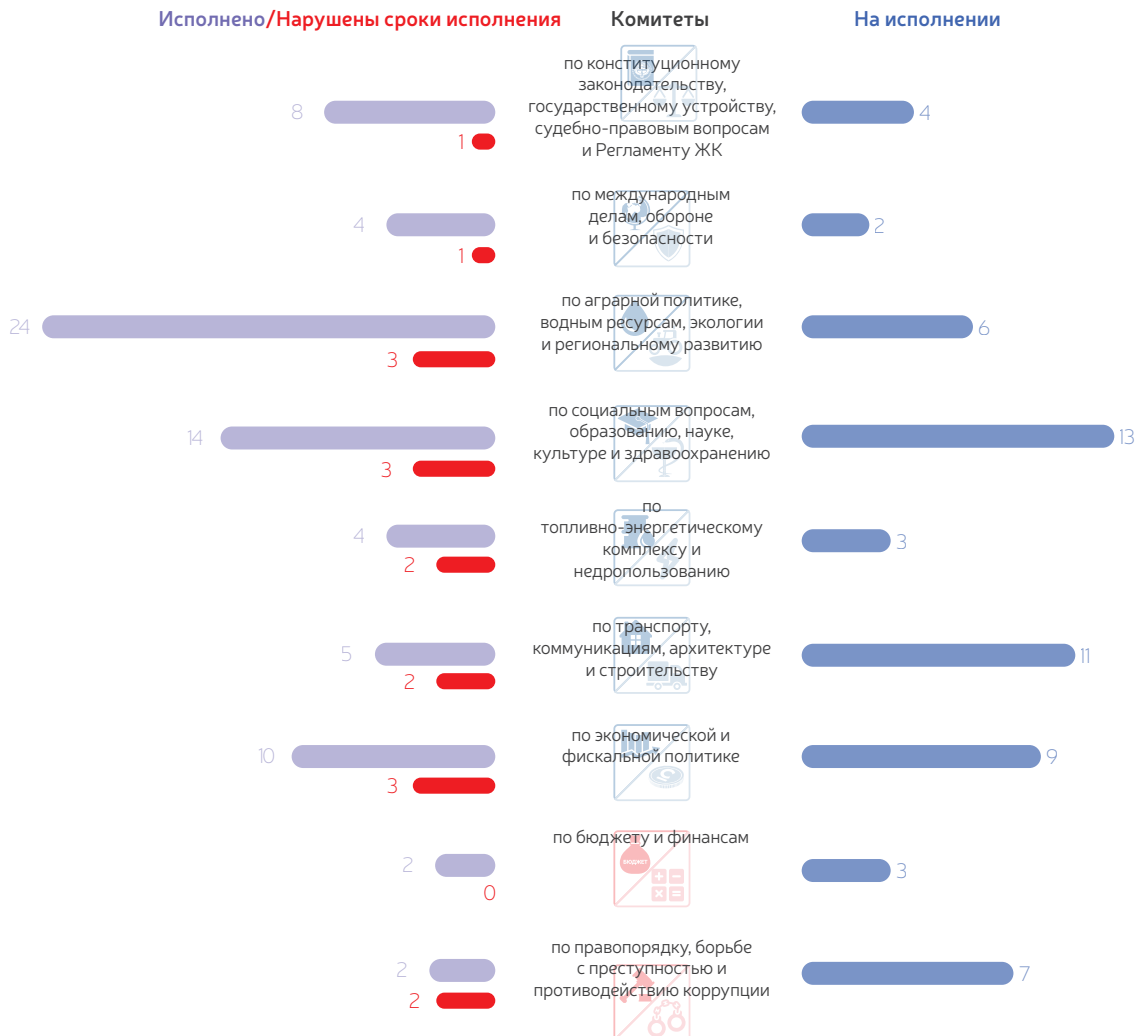 Исполнено/Нарушены сроки исполнения
Комитеты
На исполнении
по конституционному
законодательству,
государственному устройству,
судебно-правовым вопросам
и Регламенту ЖК
8
1
4
по международным
делам, обороне
и безопасности
4
1
2
по аграрной политике,
водным ресурсам, экологии
и региональному развитию
24
3
6
по социальным вопросам,
образованию, науке,
культуре и здравоохранению
14
3
13
по
топливно-энергетическому
комплексу и
недропользованию
4
2
3
по транспорту,
коммуникациям, архитектуре
и строительству
5
2
11
по экономической и
фискальной политике
10
3
9
по бюджету и финансам
БЮДЖЕТ
2
0
3
по правопорядку, борьбе
с преступностью и
противодействию коррупции
2
2
7